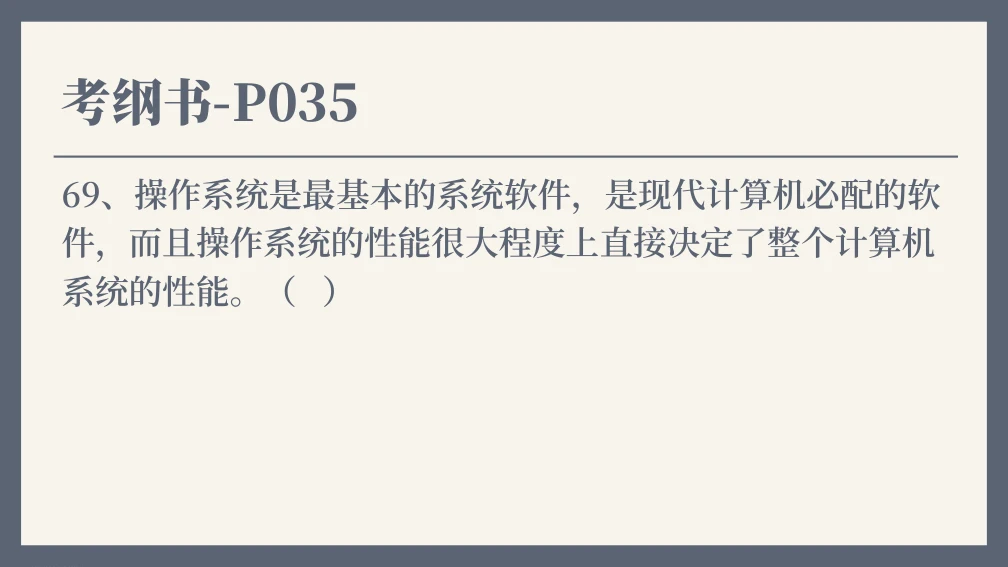 考纲书-P035
69、操作系统是最基本的系统软件，是现代计算机必配的软
件，而且操作系统的性能很大程度上直接决定了整个计算机
系统的性能。（ ）